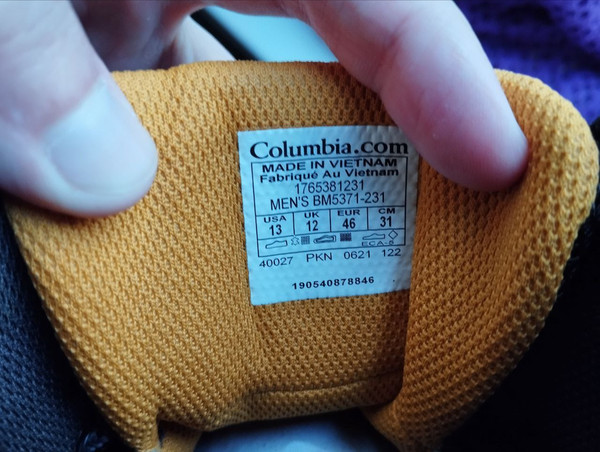 Columbia.com
MADE IN VIETNAM
Fabriqué Au Vietnam
1765381231
MEN'S BM5371-231
USA UK EUR CM
13 12 46 31
ECA-0
40027 PKN 0621 122
190540878846